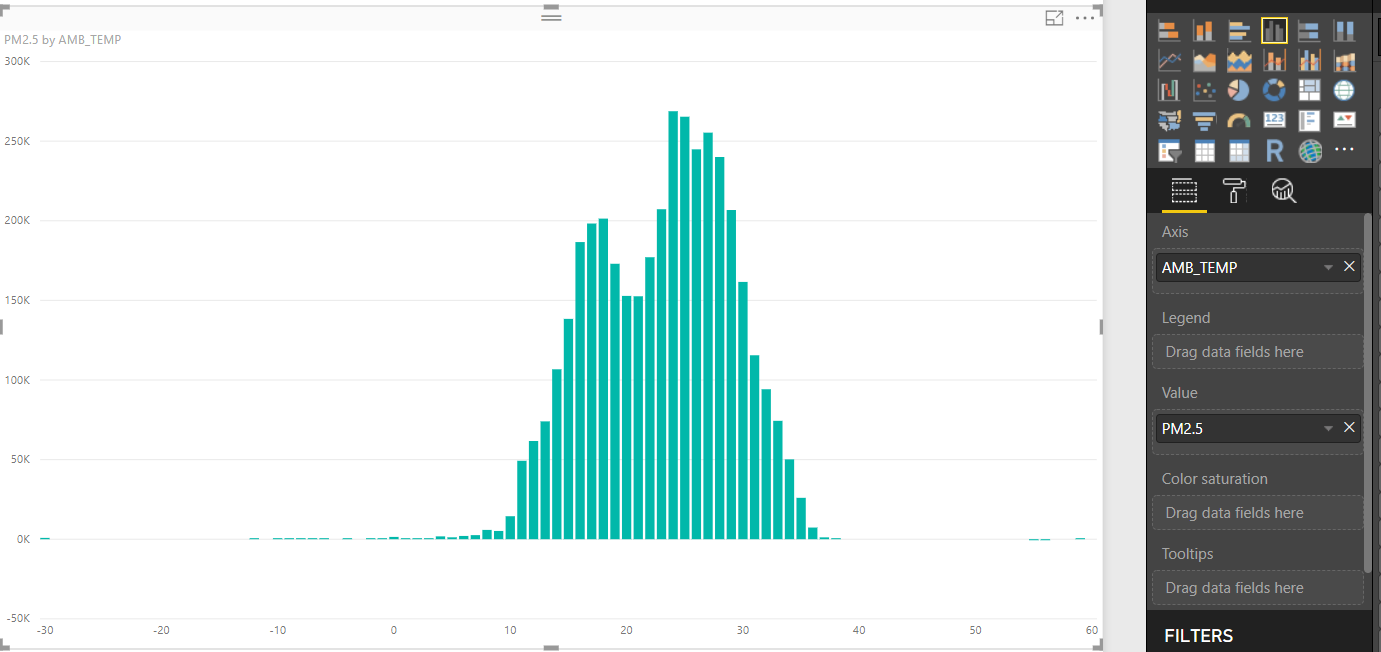 PM2.5 by AMB_TEMP
300K
250K
200K
150K
100K
50K
0K
-50K
-30 -20 -10 0 10 20 30 40 50 60
123
R
Axis
AMB_TEMP
Legend
Drag data fields here
Value
PM2.5
Color saturation
Drag data fields here
Tooltips
Drag data fields here
FILTERS